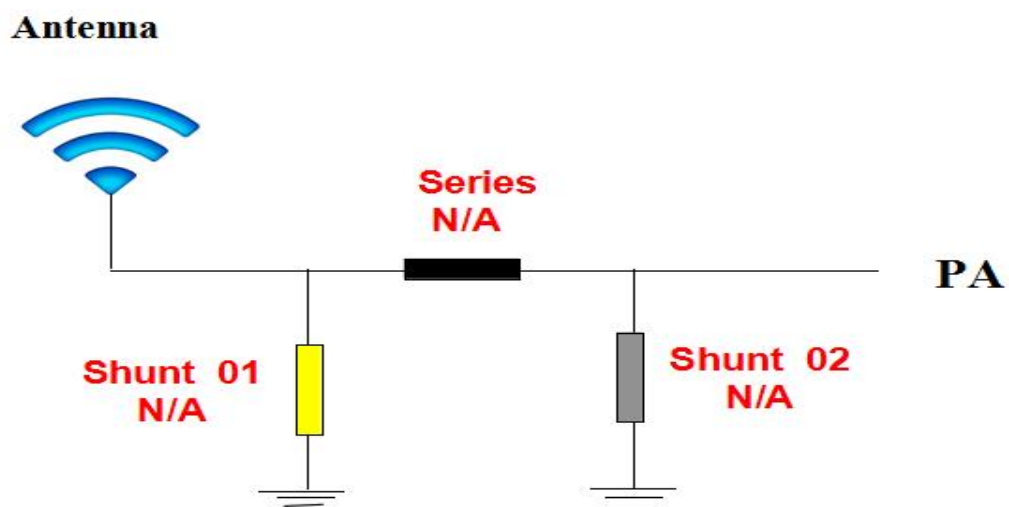 Antenna
Series
N/A
PA
Shunt 01
N/A
Shunt 02
N/A